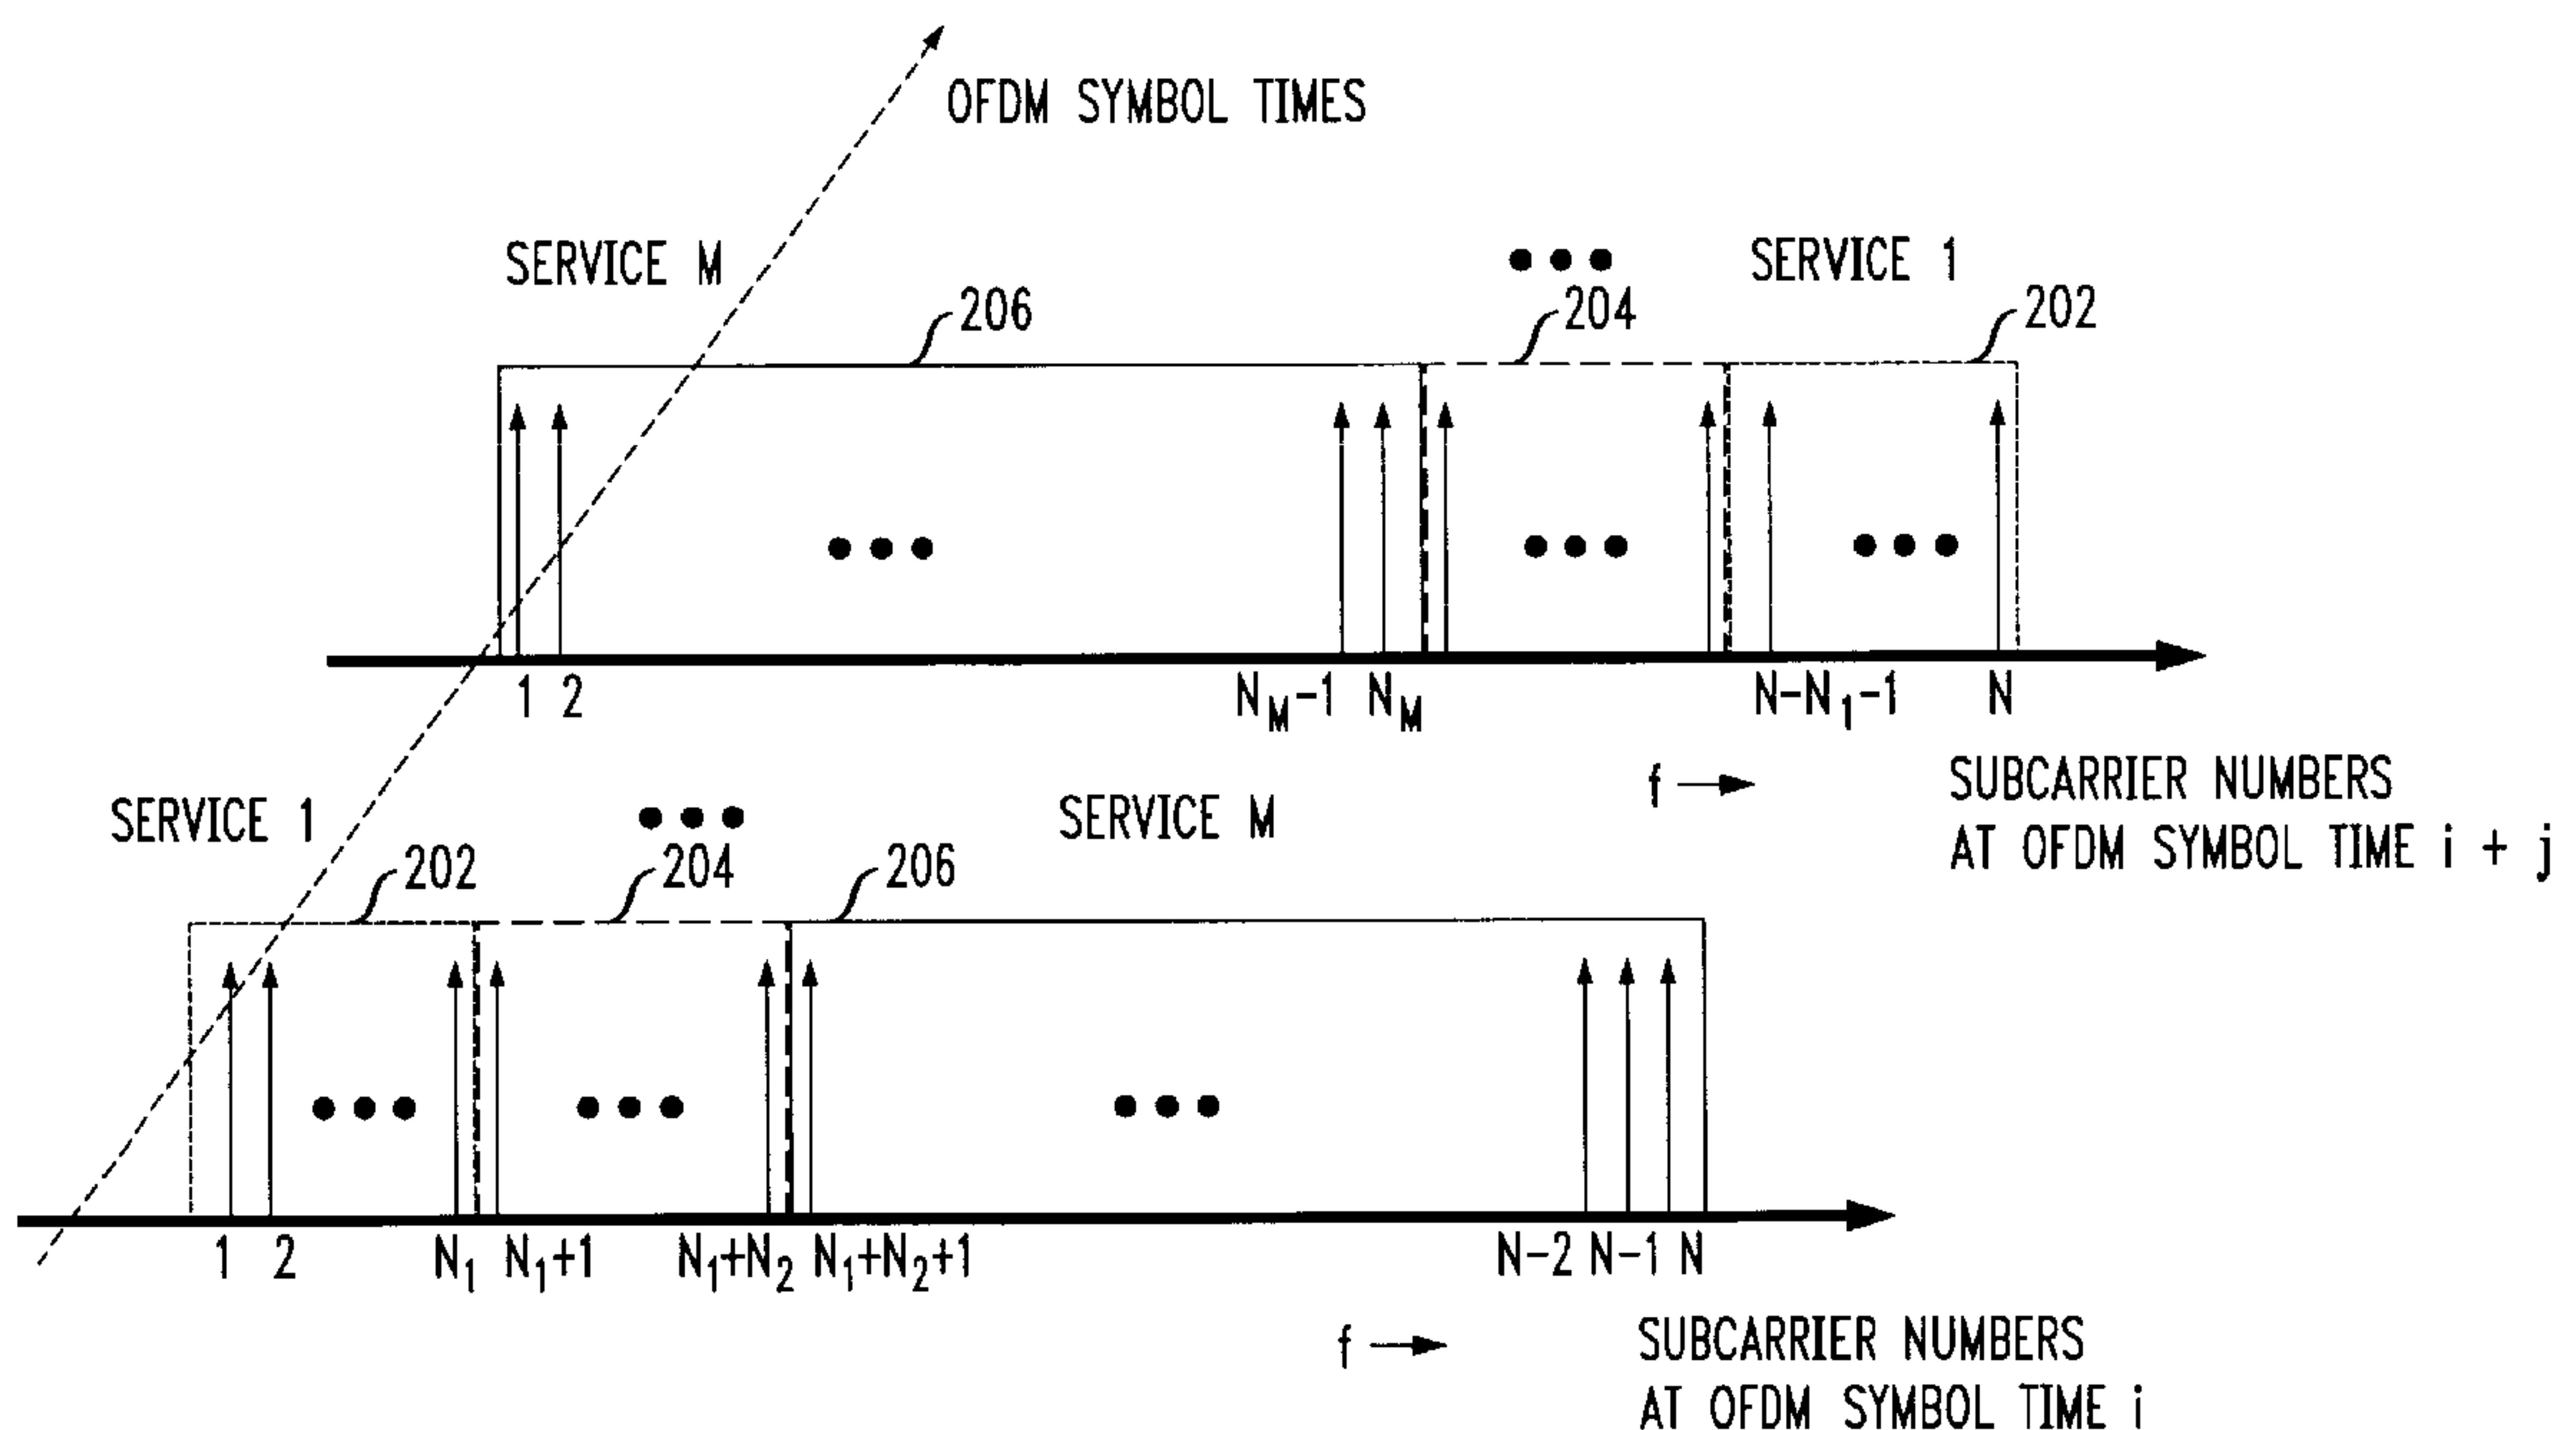 OFDM SYMBOL TIMES
SERVICE M ••• SERVICE 1
206 204 202
••• ••• •••
1 2 N_M-1 N_M N-N_1-1 N
f → SUBCARRIER NUMBERS
AT OFDM SYMBOL TIME i + j
SERVICE 1 ••• SERVICE M
202 204 206
••• ••• •••
1 2 N_1 N_1+1 N_1+N_2 N_1+N_2+1 N-2 N-1 N
f → SUBCARRIER NUMBERS
AT OFDM SYMBOL TIME i